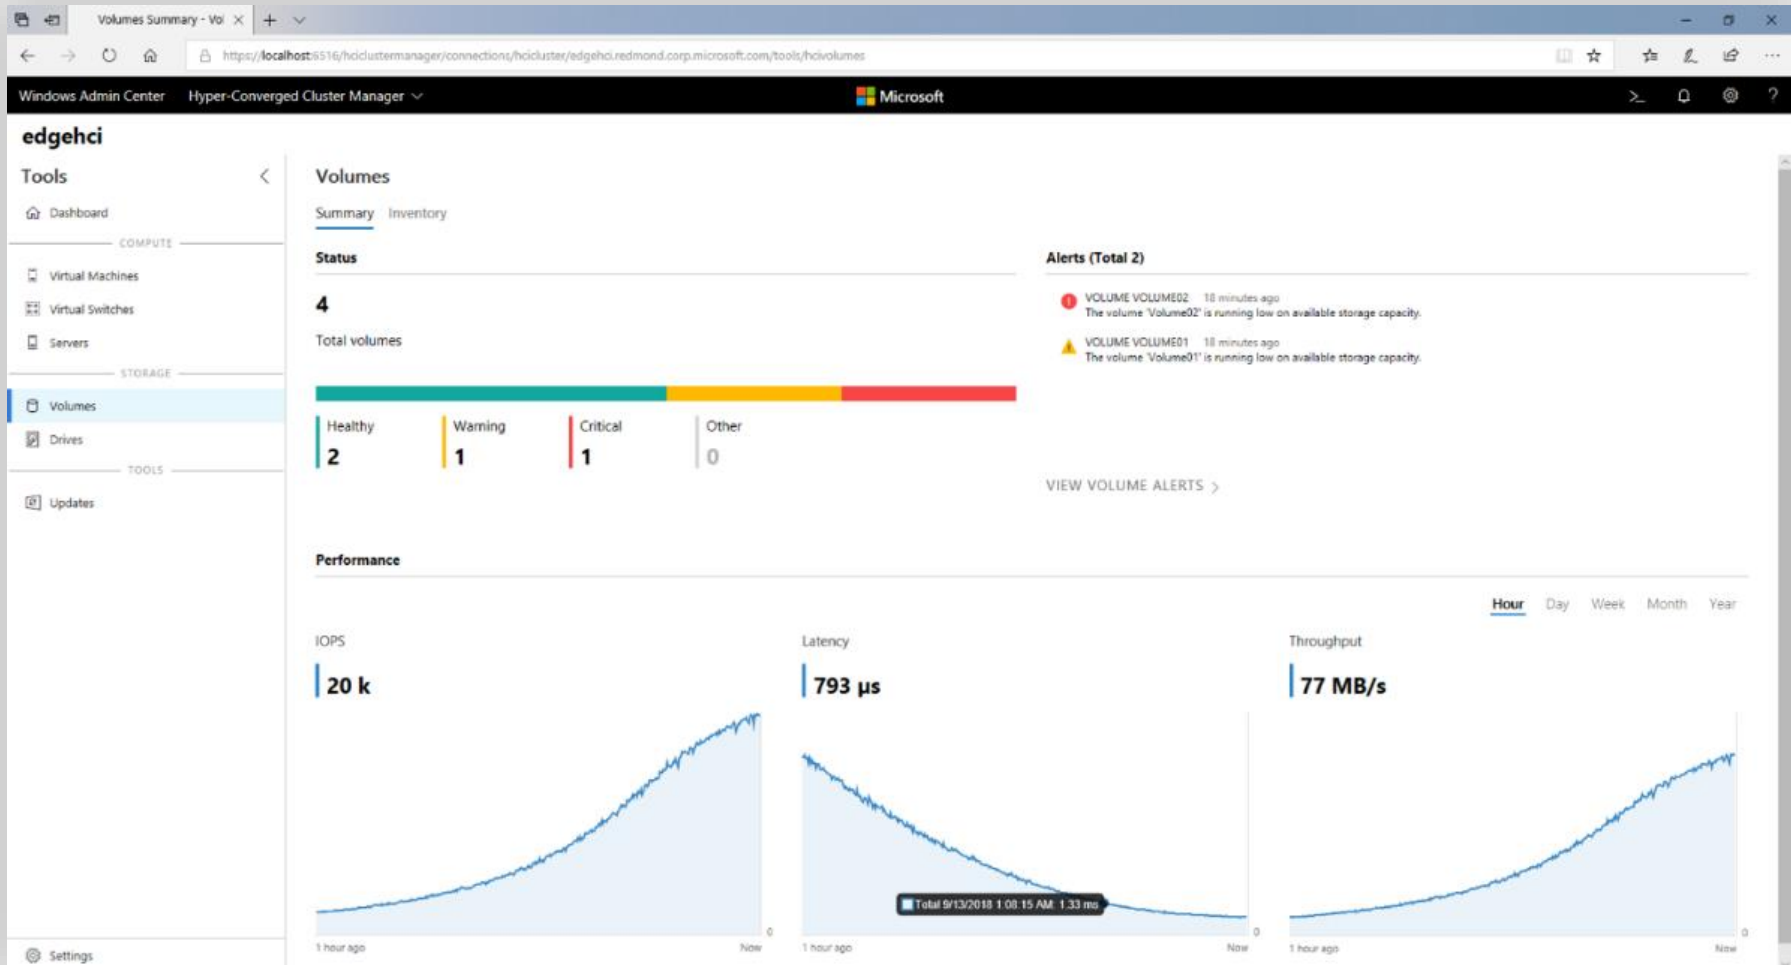 Volumes Summary - Vol
https://localhost:6516/hciclustermanager/connections/hcicluster/edgehci.redmond.corp.microsoft.com/tools/hcivolumes
Windows Admin Center Hyper-Converged Cluster Manager Microsoft >_ ?
edgehci
Tools
Dashboard
COMPUTE
Virtual Machines
Virtual Switches
Servers
STORAGE
Volumes
Drives
TOOLS
Updates
Settings
Volumes
Summary Inventory
Status
4
Total volumes
Healthy Warning Critical Other
2 1 1 0
Alerts (Total 2)
VOLUME VOLUME02 18 minutes ago
The volume 'Volume02' is running low on available storage capacity.
VOLUME VOLUME01 18 minutes ago
The volume 'Volume01' is running low on available storage capacity.
VIEW VOLUME ALERTS >
Performance
Hour Day Week Month Year
IOPS Latency Throughput
20 k 793 µs 77 MB/s
Total 9/13/2018 1:08:15 AM: 1.33 ms
0 0 0
1 hour ago Now 1 hour ago Now 1 hour ago Now